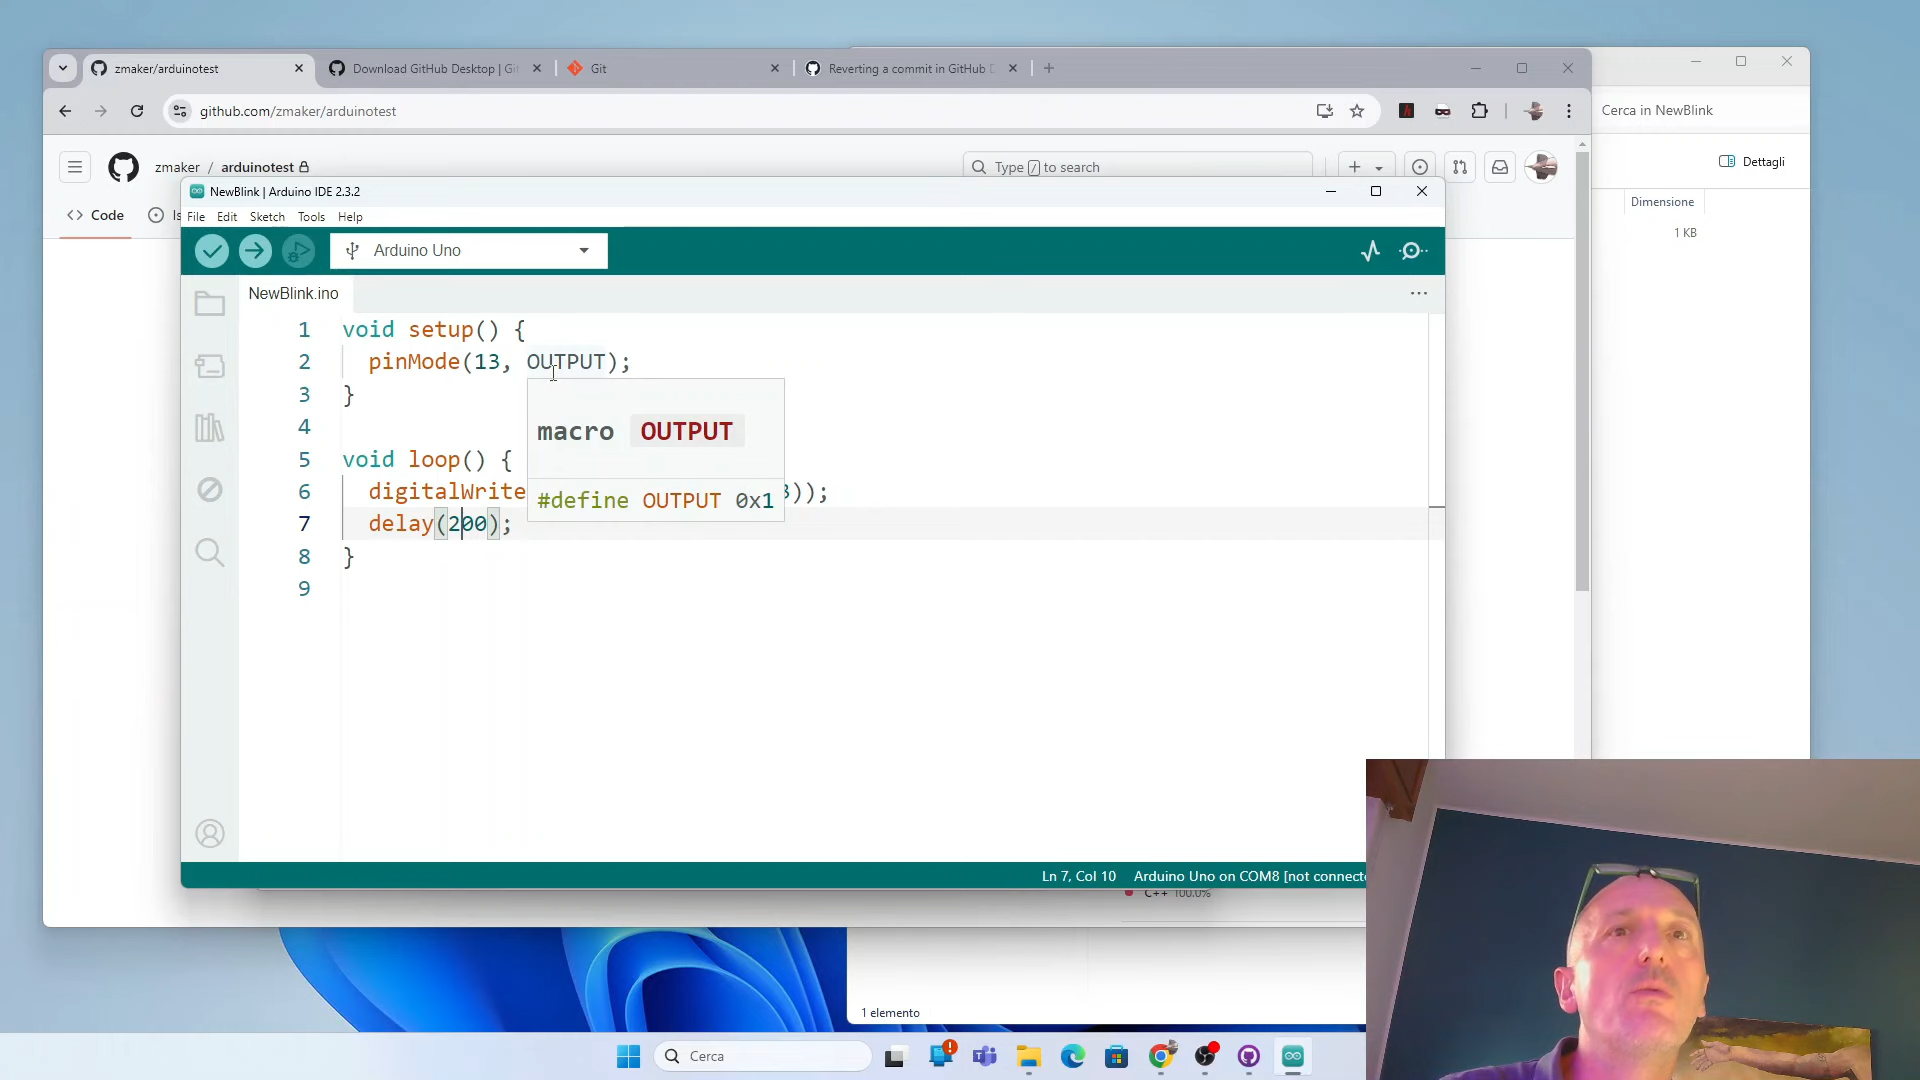 zmaker/arduinotest
Download GitHub Desktop | Git
Git
Reverting a commit in GitHub D
github.com/zmaker/arduinotest
Cerca in NewBlink
zmaker / arduinotest
Type / to search
Dettagli
NewBlink | Arduino IDE 2.3.2
Dimensione
Code
Is
File Edit Sketch Tools Help
1 KB
Arduino Uno
NewBlink.ino
1 void setup() {
2 pinMode(13, OUTPUT);
3 }
4
macro OUTPUT
5 void loop() {
6 digitalWrite 3));
#define OUTPUT 0x1
7 delay(200);
8 }
9
Ln 7, Col 10 Arduino Uno on COM8 [not connecte
C++ 100.0%
1 elemento
Cerca